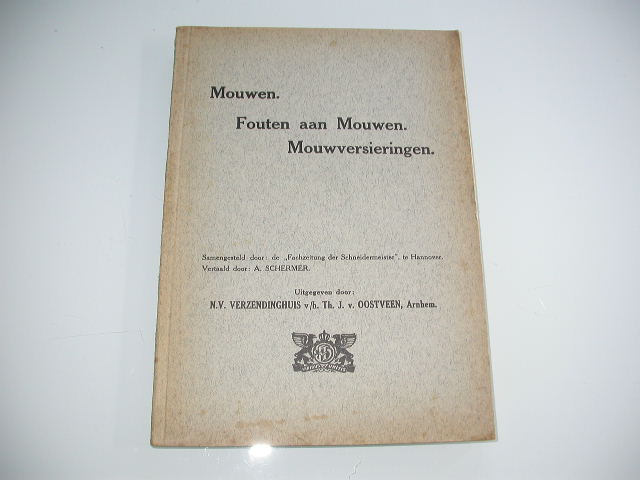 Mouwen.
Fouten aan Mouwen.
Mouwversieringen.
Samengesteld door: de „Fachzeitung der Schneidermeister", te Hannover.
Vertaald door: A. SCHERMER.
Uitgegeven door:
N.V. VERZENDINGHUIS v/h. Th. J. v. OOSTVEEN, Arnhem.